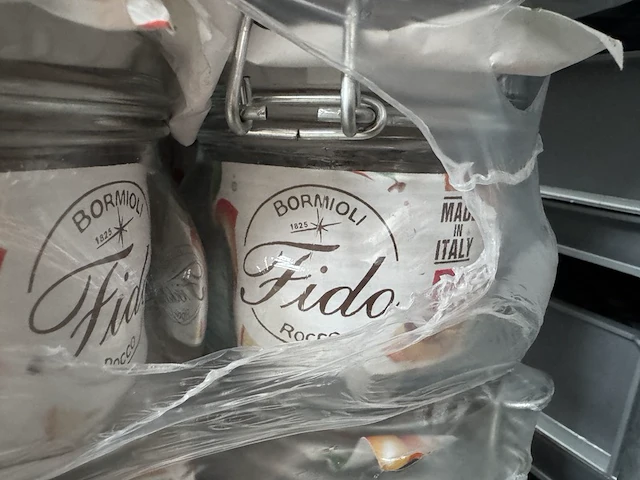 BORMIOLI
1825
Fido
ROCCO
BORMIOLI
1825
Fido
ROCCO
MADE
IN
ITALY